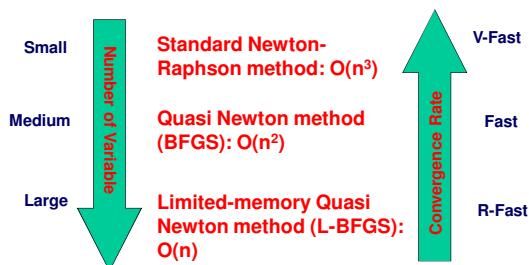 Small
Medium
Large
Number of Variable
Standard Newton-
Raphson method: O(n³)
Quasi Newton method
(BFGS): O(n²)
Limited-memory Quasi
Newton method (L-BFGS):
O(n)
Convergence Rate
V-Fast
Fast
R-Fast